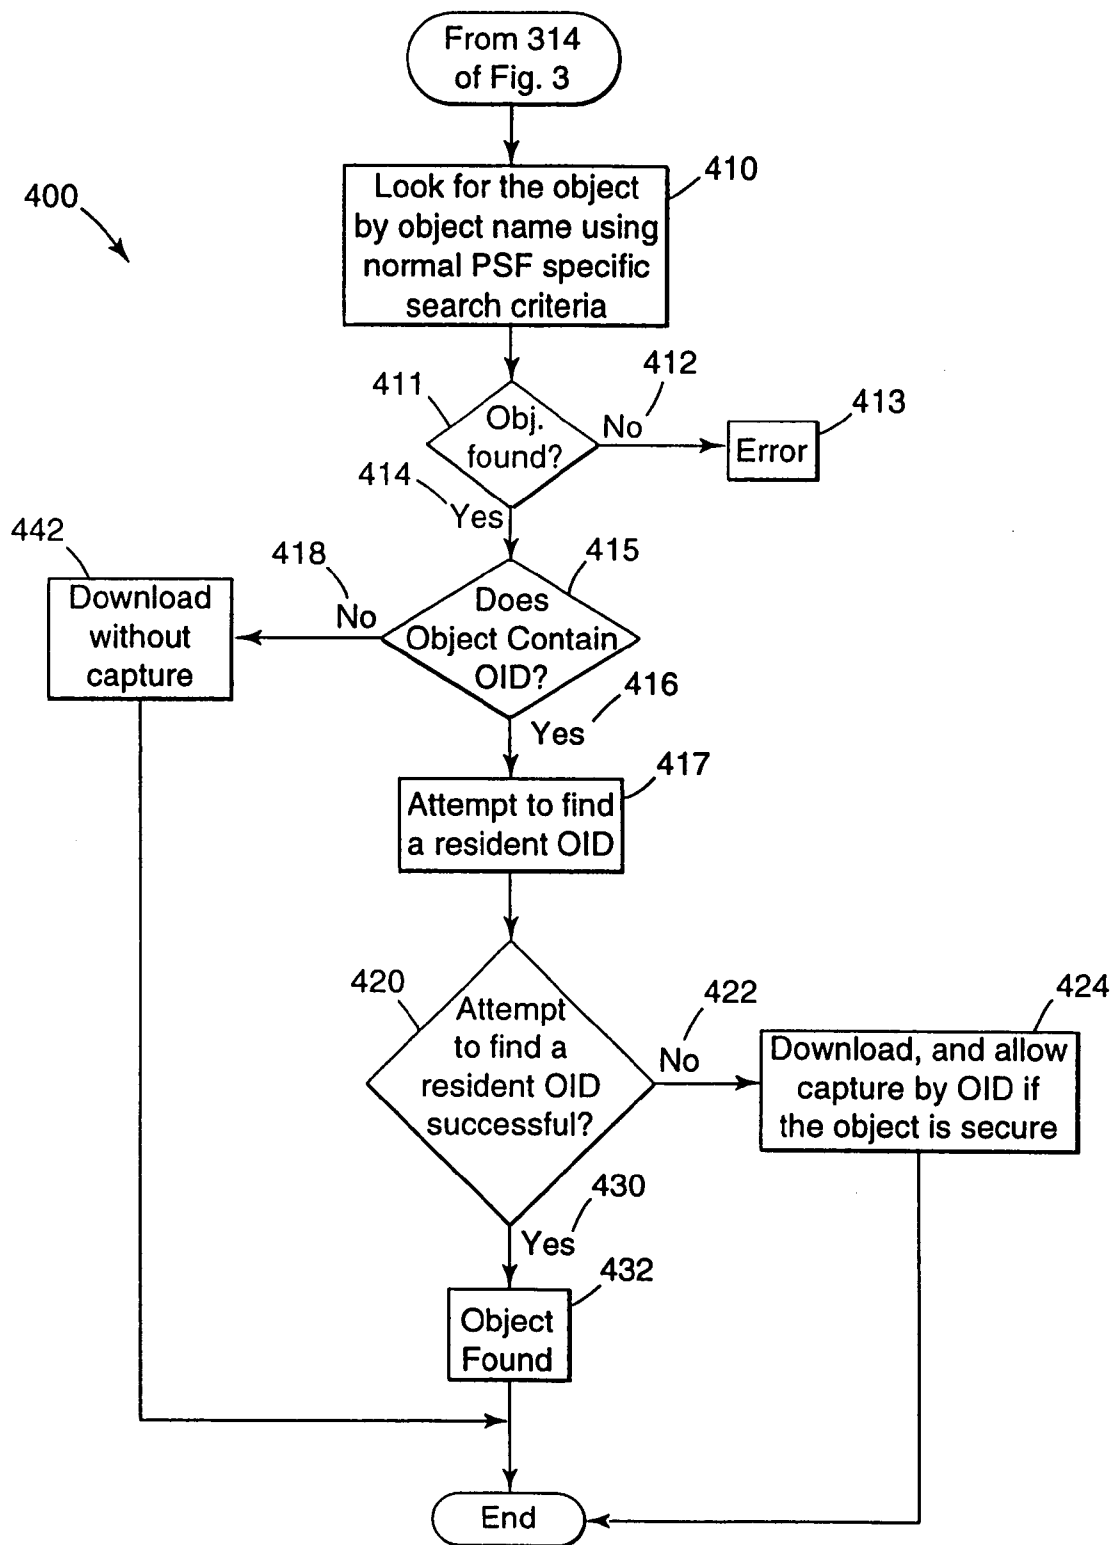 From 314
of Fig. 3
400
410
Look for the object
by object name using
normal PSF specific
search criteria
411
412
Obj.
found?
No
413
Error
414
Yes
442
418
415
Download
without
capture
No
Does
Object Contain
OID?
416
Yes
417
Attempt to find
a resident OID
420
Attempt
to find a
resident OID
successful?
422
No
424
Download, and allow
capture by OID if
the object is secure
430
Yes
432
Object
Found
End